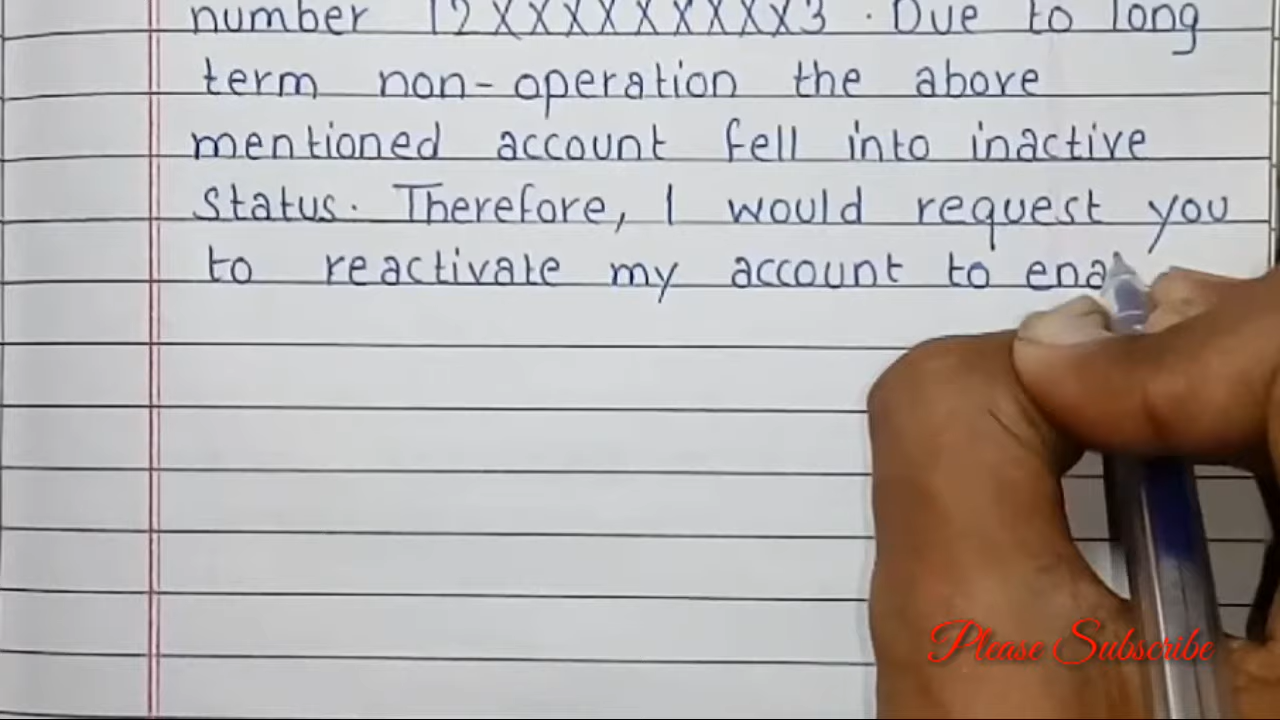 number 12XXXXXXXXX3. Due to long
term non-operation the above
mentioned account fell into inactive
status. Therefore, I would request you
to reactivate my account to ena
Please Subscribe